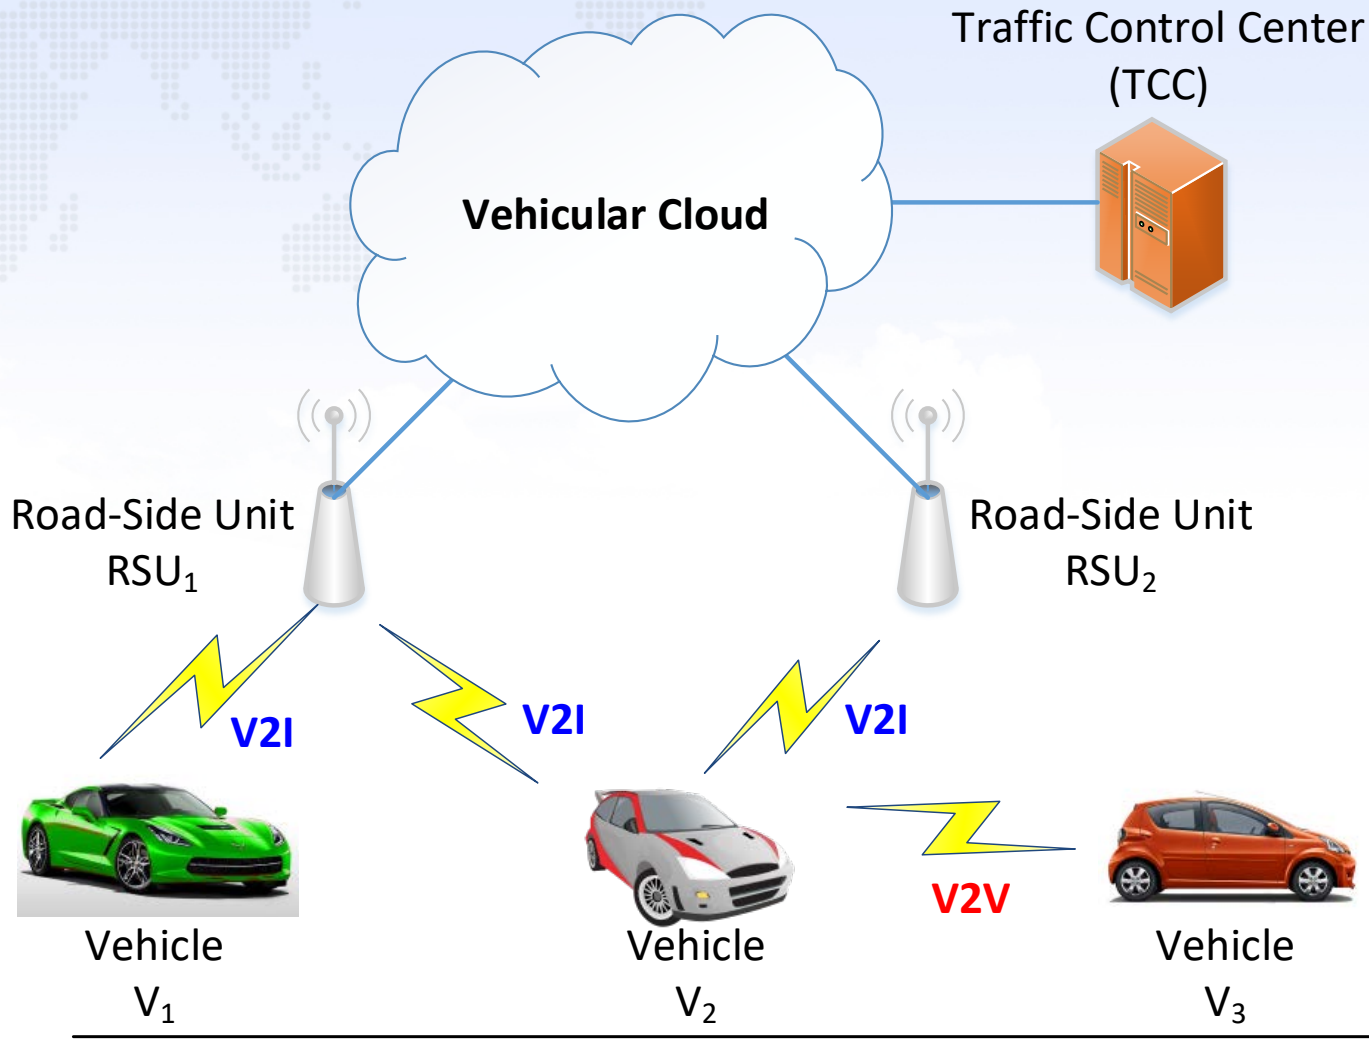 Traffic Control Center
(TCC)
Vehicular Cloud
Road-Side Unit
RSU₁
Road-Side Unit
RSU₂
V2I
V2I
V2I
V2V
Vehicle
V₁
Vehicle
V₂
Vehicle
V₃